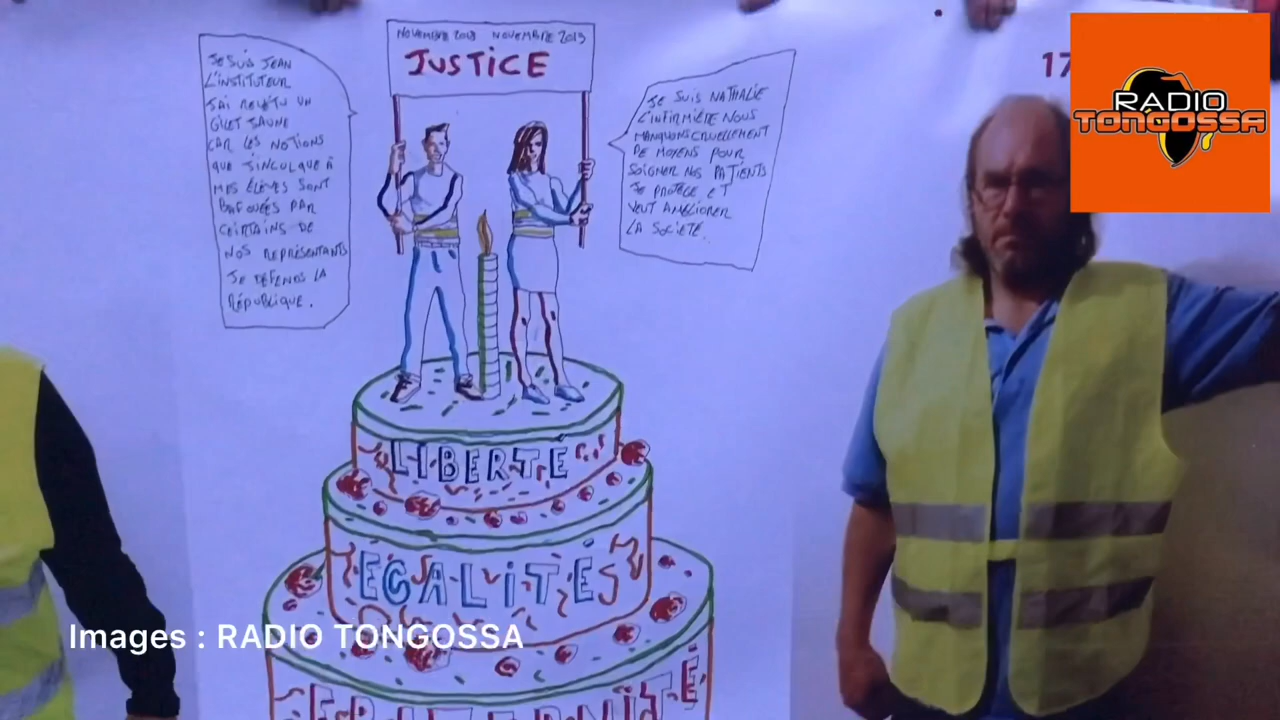 NOVEMBRE 2018 NOVEMBRE 2019
JUSTICE
JE SUIS JEAN
L'INSTITUTEUR
J'AI REVÊTU UN
GILET JAUNE
CAR LES NOTIONS
QUE J'INCULQUE À
MES ÉLÈVES SONT
BAFOUÉES PAR
CERTAINS DE
NOS REPRÉSENTANTS
JE DÉFENDS LA
RÉPUBLIQUE.
JE SUIS NATHALIE
L'INFIRMIÈRE NOUS
MANQUONS CRUELLEMENT
DE MOYENS POUR
SOIGNER NOS PATIENTS
JE PROTÈGE ET
VEUT AMÉLIORER
LA SOCIÉTÉ.
17
RADIO
TONGOSSA
LIBERTÉ
EGALITÉ
FRATERNITÉ
Images : RADIO TONGOSSA